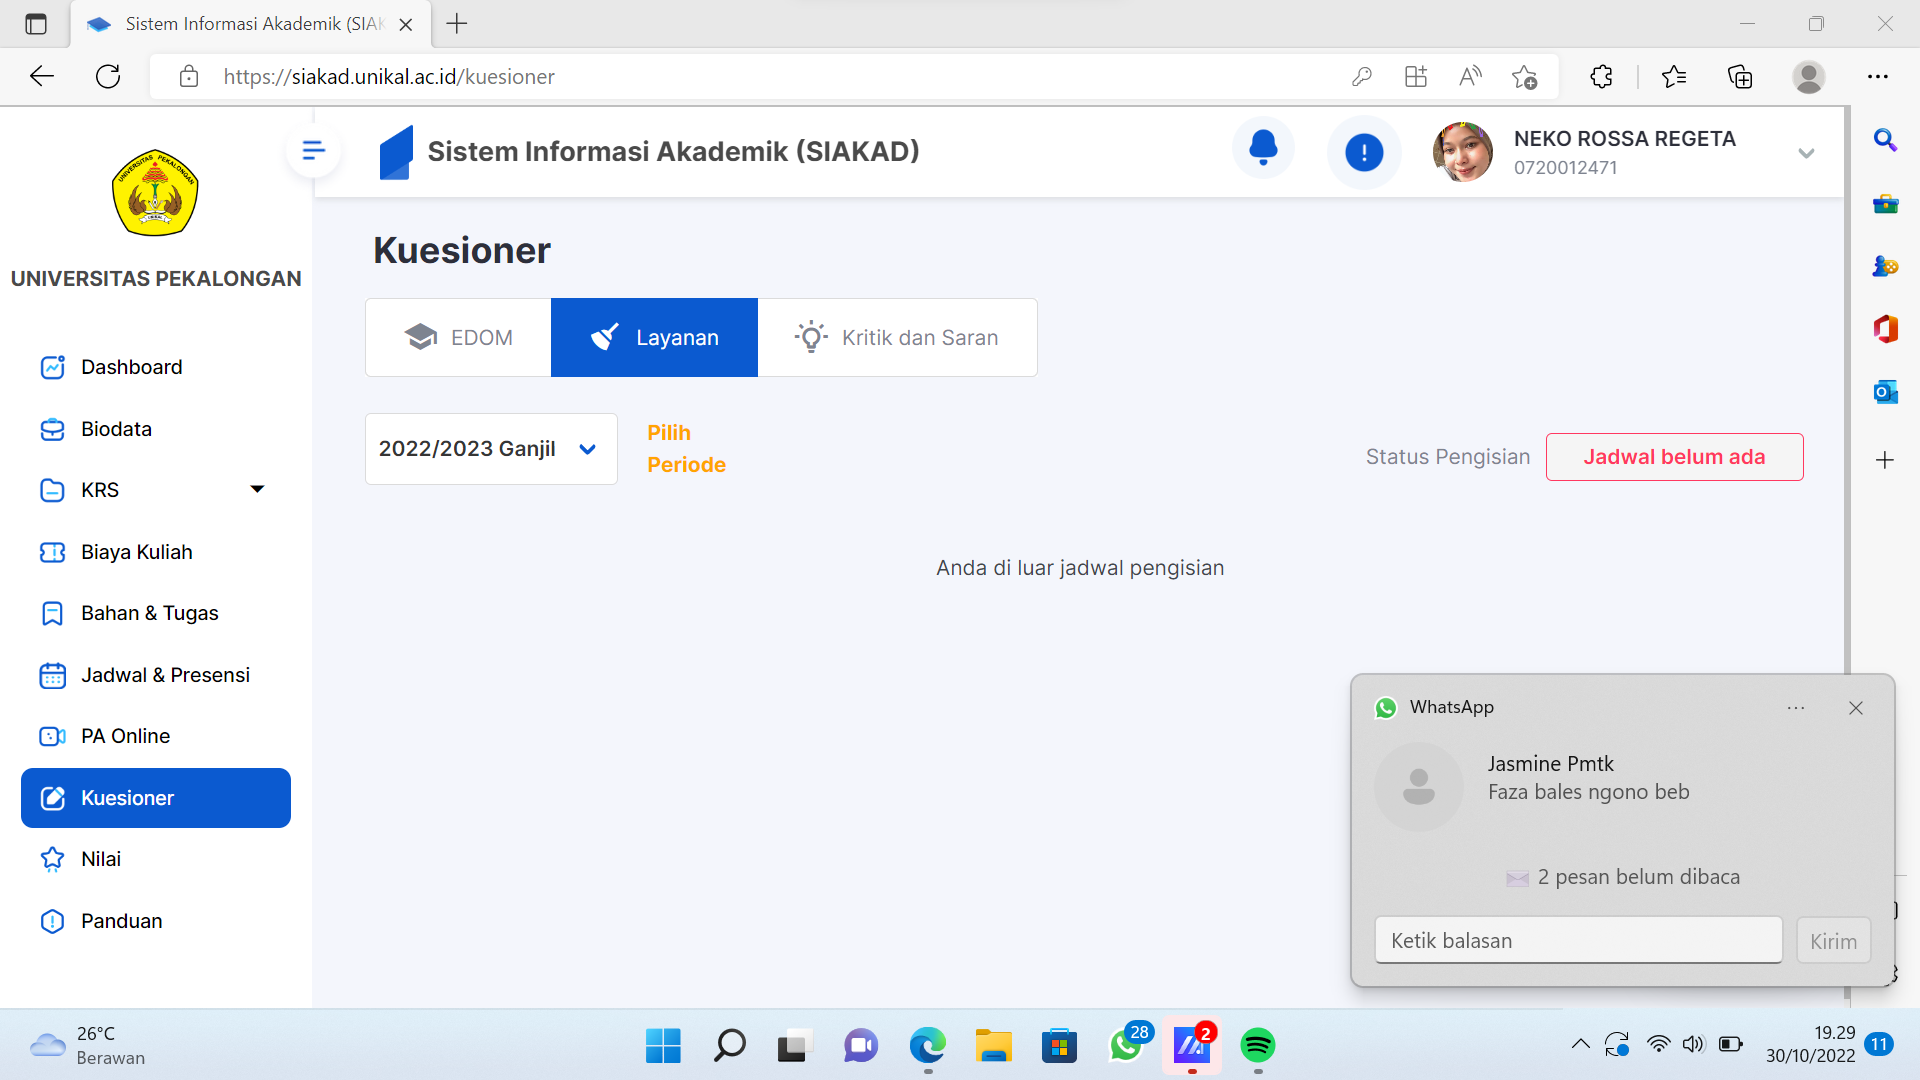 Sistem Informasi Akademik (SIAK
https://siakad.unikal.ac.id/kuesioner
UNIVERSITAS PEKALONGAN
Sistem Informasi Akademik (SIAKAD)
NEKO ROSSA REGETA
0720012471
UNIVERSITAS PEKALONGAN
Dashboard
Biodata
KRS
Biaya Kuliah
Bahan & Tugas
Jadwal & Presensi
PA Online
Kuesioner
Nilai
Panduan
Kuesioner
EDOM
Layanan
Kritik dan Saran
2022/2023 Ganjil
Pilih
Periode
Status Pengisian
Jadwal belum ada
Anda di luar jadwal pengisian
WhatsApp
Jasmine Pmtk
Faza bales ngono beb
2 pesan belum dibaca
Ketik balasan
Kirim
26°C
Berawan
28
2
19.29
30/10/2022
11